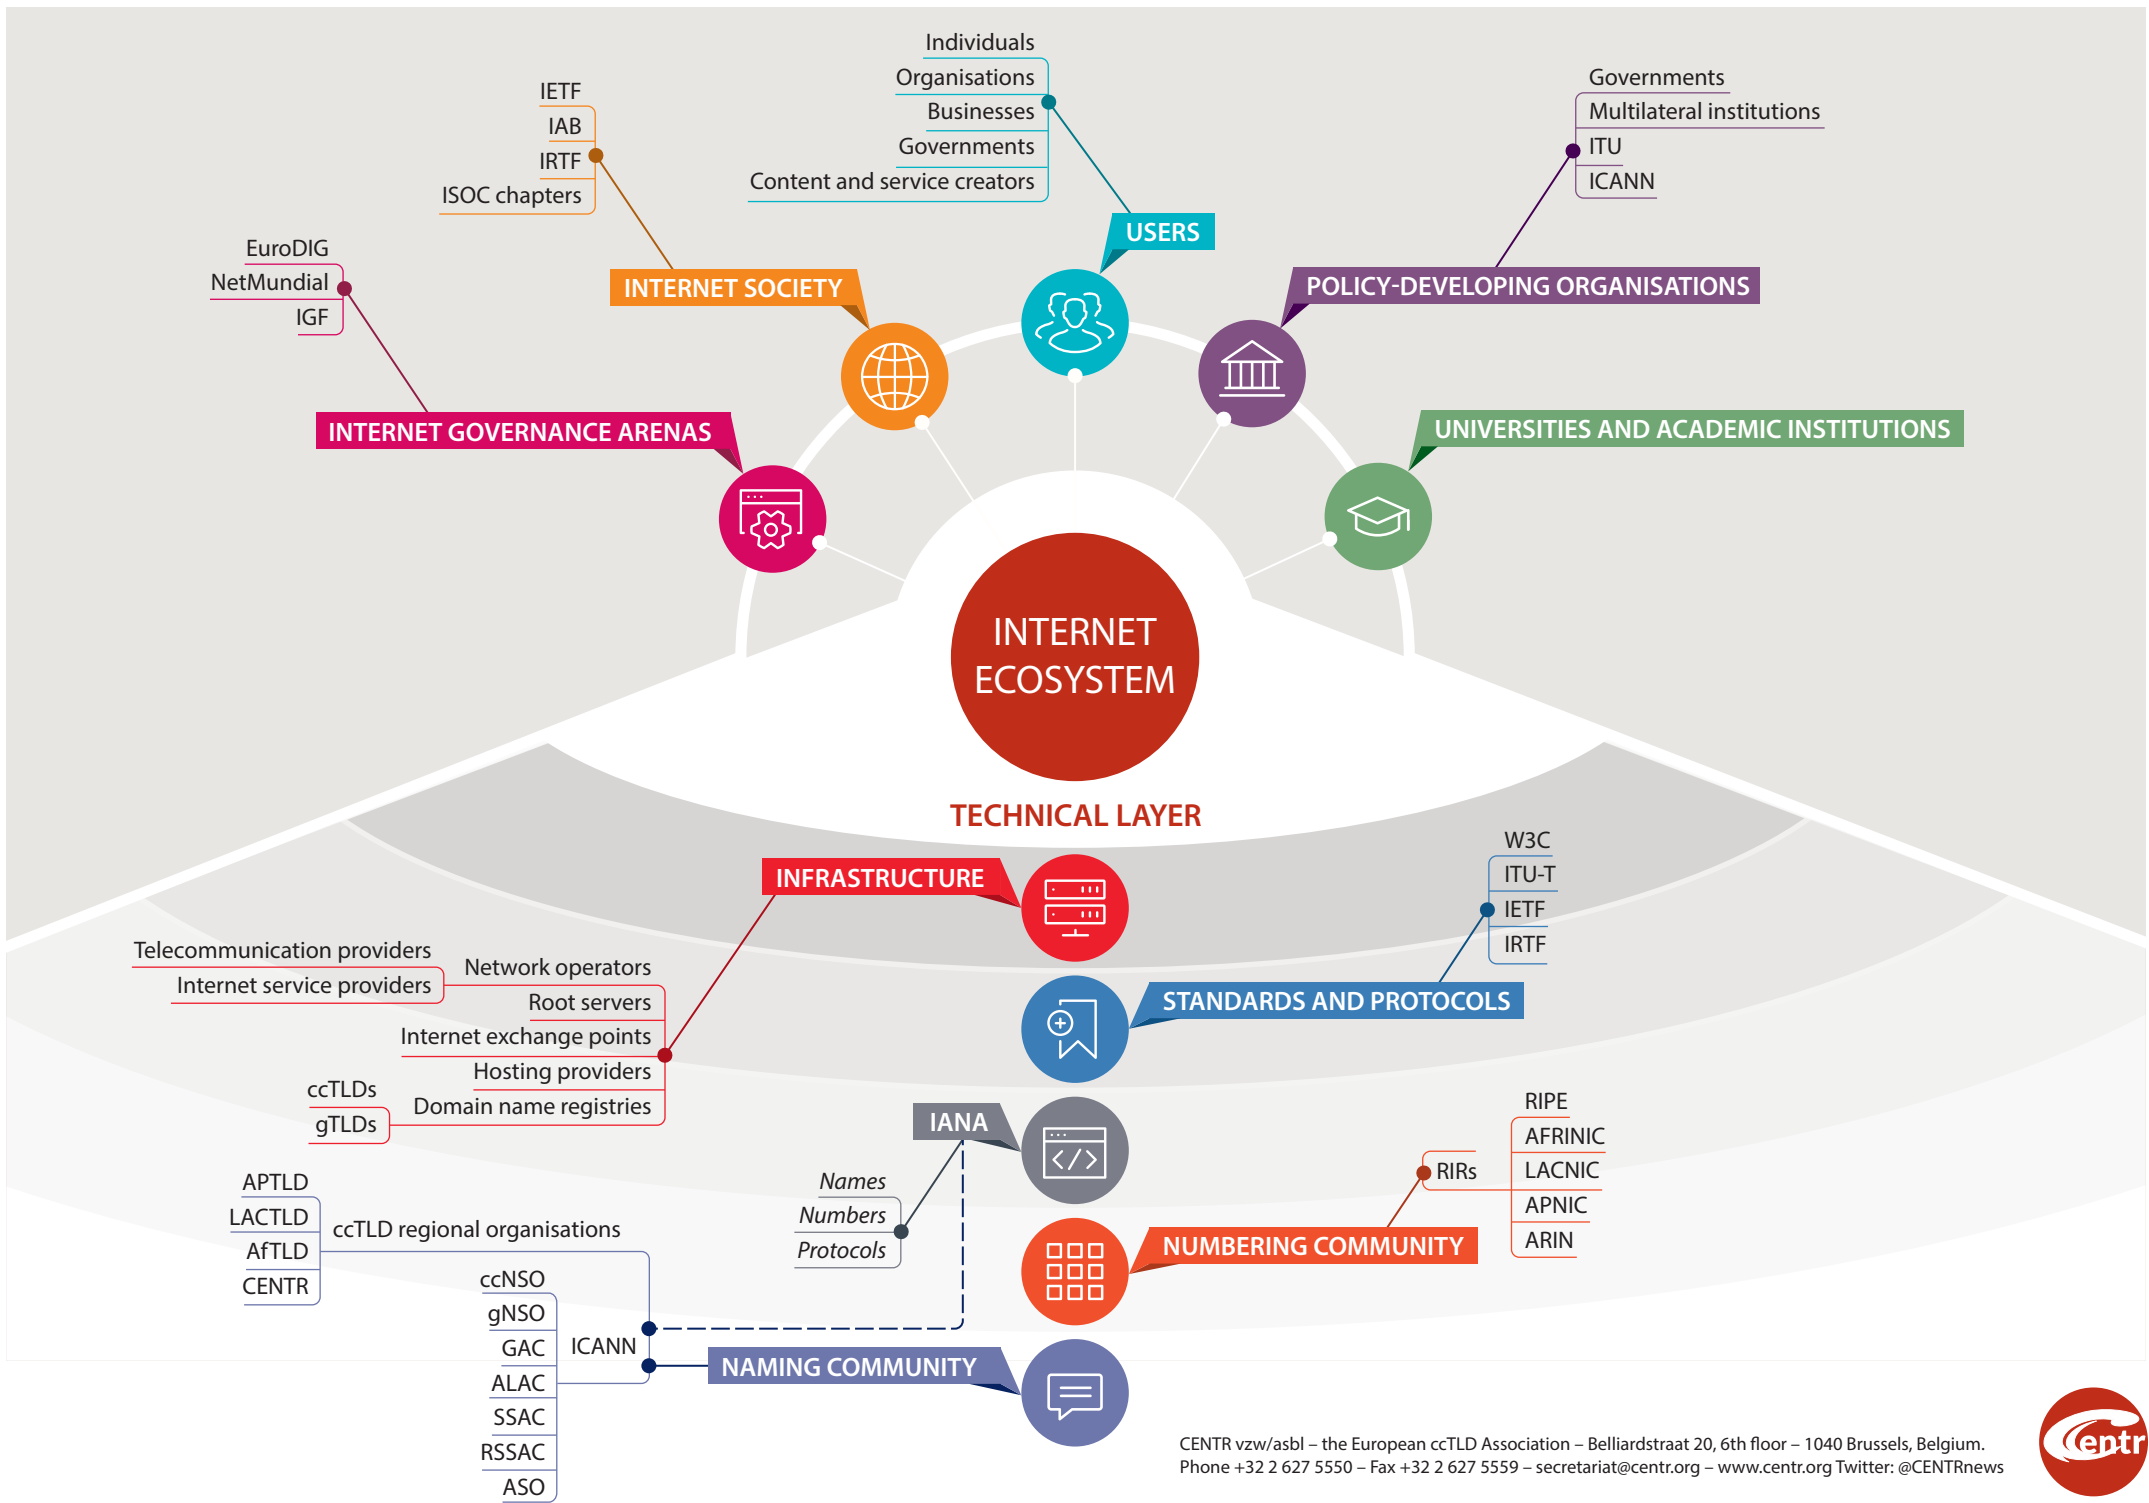 Individuals
Organisations
Businesses
Governments
Content and service creators
USERS
IETF
IAB
IRTF
ISOC chapters
INTERNET SOCIETY
Governments
Multilateral institutions
ITU
ICANN
POLICY-DEVELOPING ORGANISATIONS
EuroDIG
NetMundial
IGF
INTERNET GOVERNANCE ARENAS
UNIVERSITIES AND ACADEMIC INSTITUTIONS
INTERNET
ECOSYSTEM
TECHNICAL LAYER
INFRASTRUCTURE
Telecommunication providers
Internet service providers
Network operators
Root servers
Internet exchange points
Hosting providers
Domain name registries
ccTLDs
gTLDs
W3C
ITU-T
IETF
IRTF
STANDARDS AND PROTOCOLS
IANA
Names
Numbers
Protocols
RIPE
AFRINIC
LACNIC
APNIC
ARIN
RIRs
NUMBERING COMMUNITY
APTLD
LACTLD
AfTLD
CENTR
ccTLD regional organisations
ccNSO
gNSO
GAC
ALAC
SSAC
RSSAC
ASO
ICANN
NAMING COMMUNITY
CENTR vzw/asbl – the European ccTLD Association – Belliardstraat 20, 6th floor – 1040 Brussels, Belgium.
Phone +32 2 627 5550 – Fax +32 2 627 5559 – secretariat@centr.org – www.centr.org Twitter: @CENTRnews
Centr